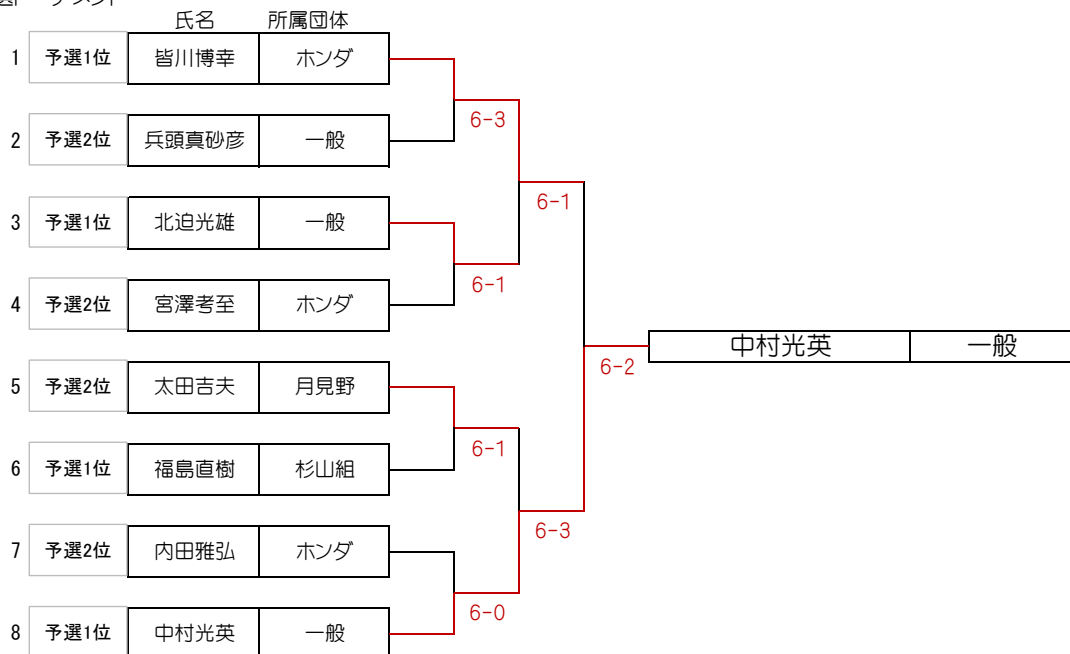 氏名 所属団体
1 予選1位 皆川博幸 ホンダ
6-3
2 予選2位 兵頭真砂彦 一般
6-1
3 予選1位 北迫光雄 一般
6-1
4 予選2位 宮澤考至 ホンダ
中村光英 一般
6-2
5 予選2位 太田吉夫 月見野
6-1
6 予選1位 福島直樹 杉山組
6-3
7 予選2位 内田雅弘 ホンダ
6-0
8 予選1位 中村光英 一般